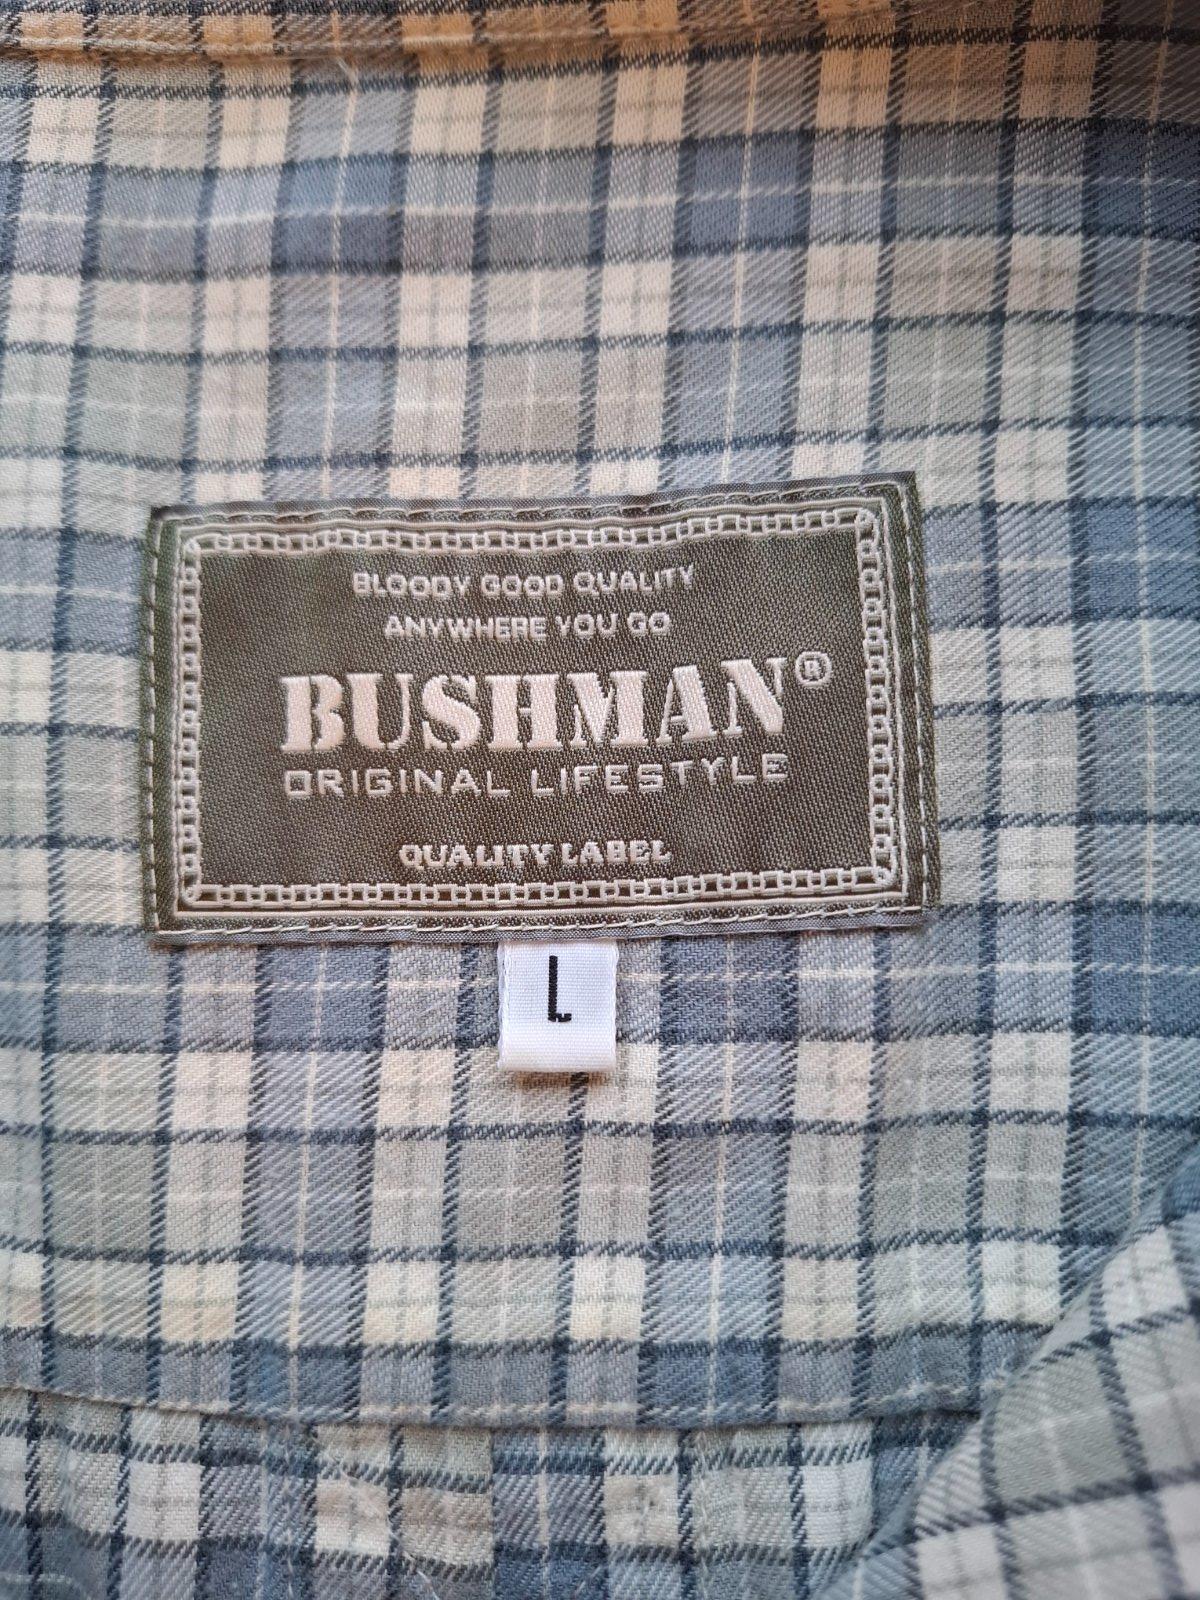 BLOODY GOOD QUALITY
ANYWHERE YOU GO
BUSHMAN®
ORIGINAL LIFESTYLE
QUALITY LABEL
L